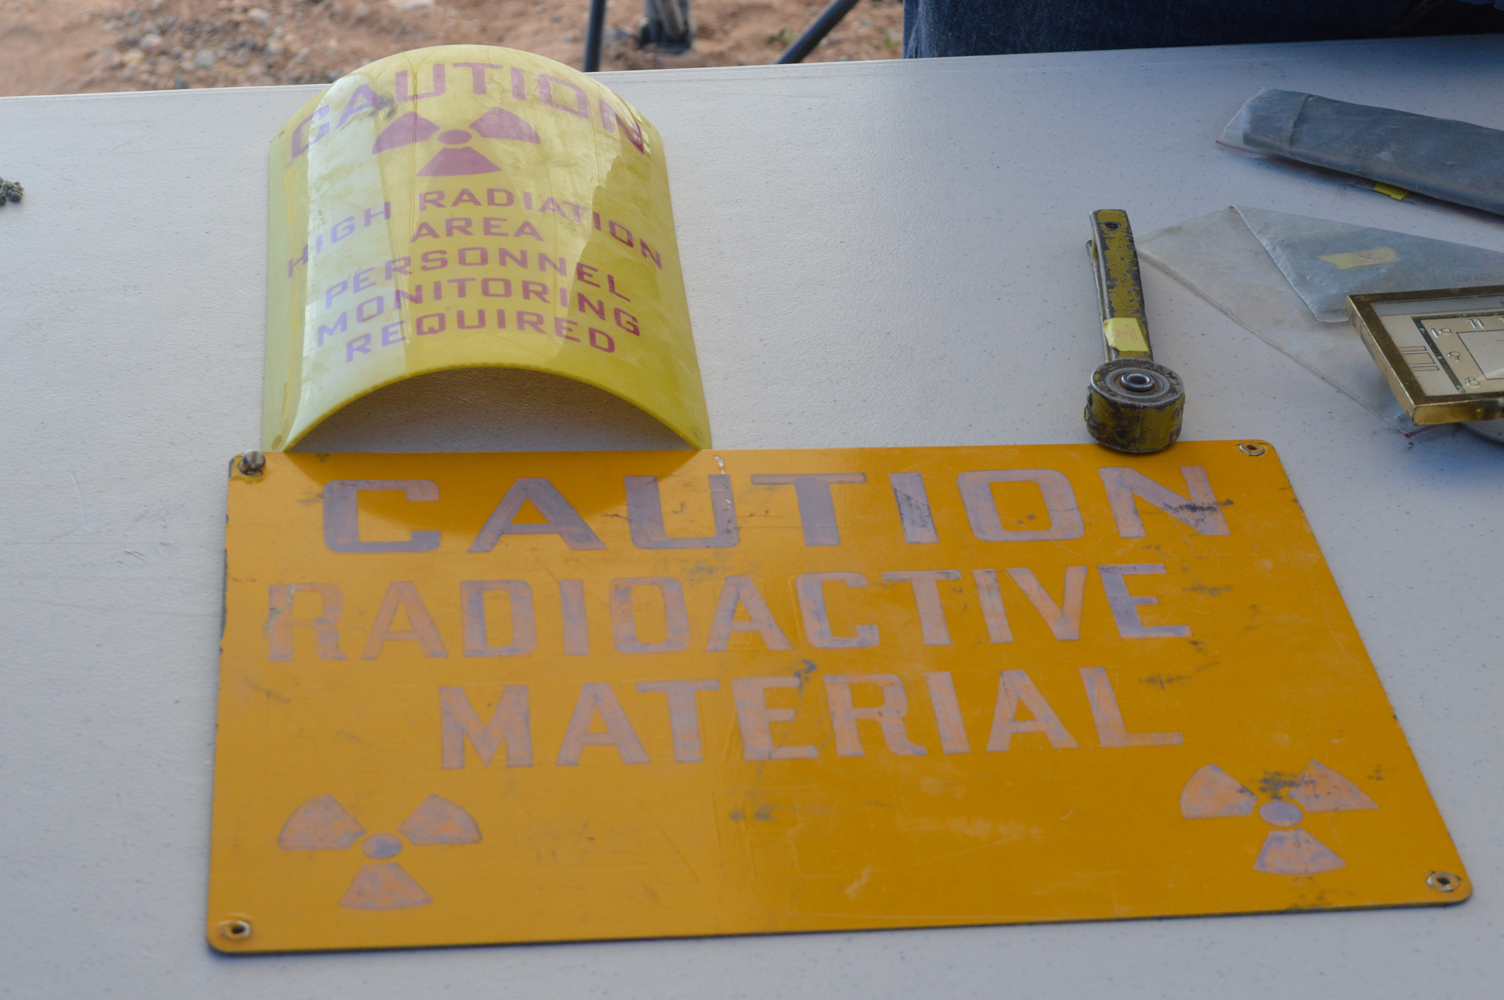 CAUTION
HIGH RADIATION
AREA
PERSONNEL
MONITORING
REQUIRED
CAUTION
RADIOACTIVE
MATERIAL